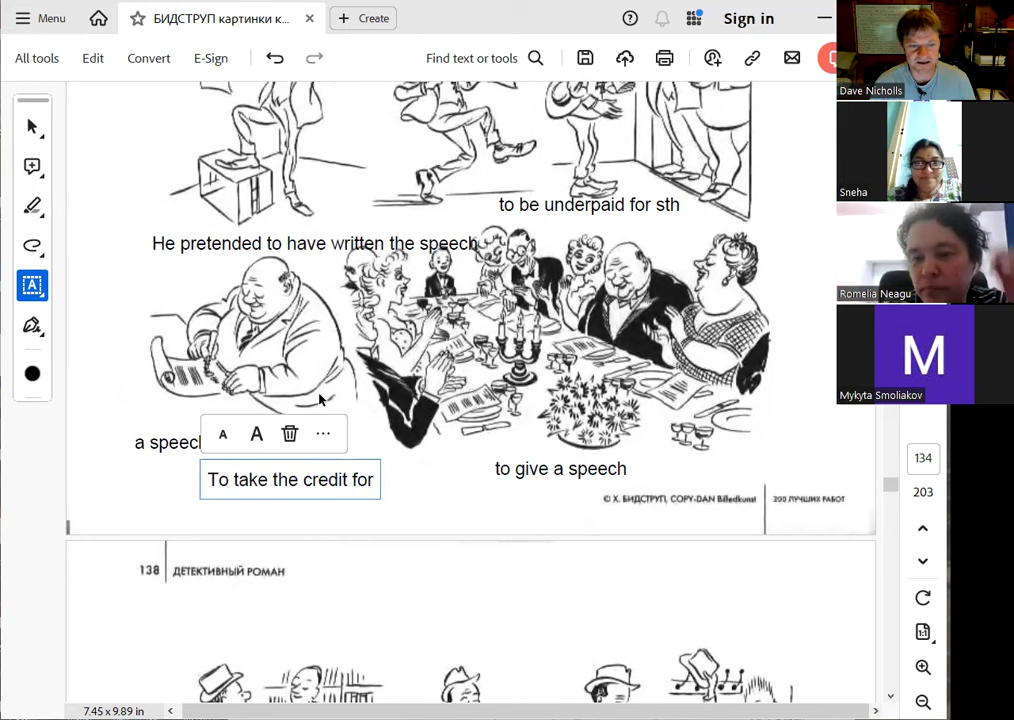 Menu
БИДСТРУП картинки к...
Create
Sign in
All tools
Edit
Convert
E-Sign
Find text or tools
Dave Nicholls
Sneha
Romelia Neagu
M
Mykyta Smoliakov
to be underpaid for sth
He pretended to have written the speech
a speech
A A
To take the credit for
to give a speech
© Х. БИДСТРУП, COPY-DAN Billedkunst
200 ЛУЧШИХ РАБОТ
138
ДЕТЕКТИВНЫЙ РОМАН
134
203
1:1
7.45 x 9.89 in